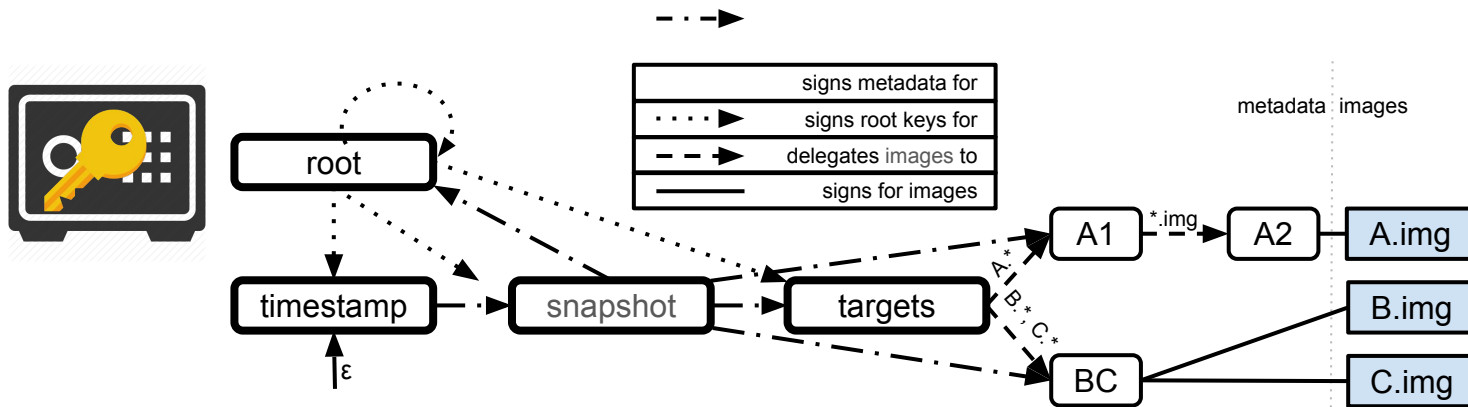 signs metadata for
signs root keys for
delegates images to
signs for images
metadata images
root
timestamp
snapshot
targets
ε
A.*
B.*, C.*
A1
*.img
A2
A.img
B.img
BC
C.img